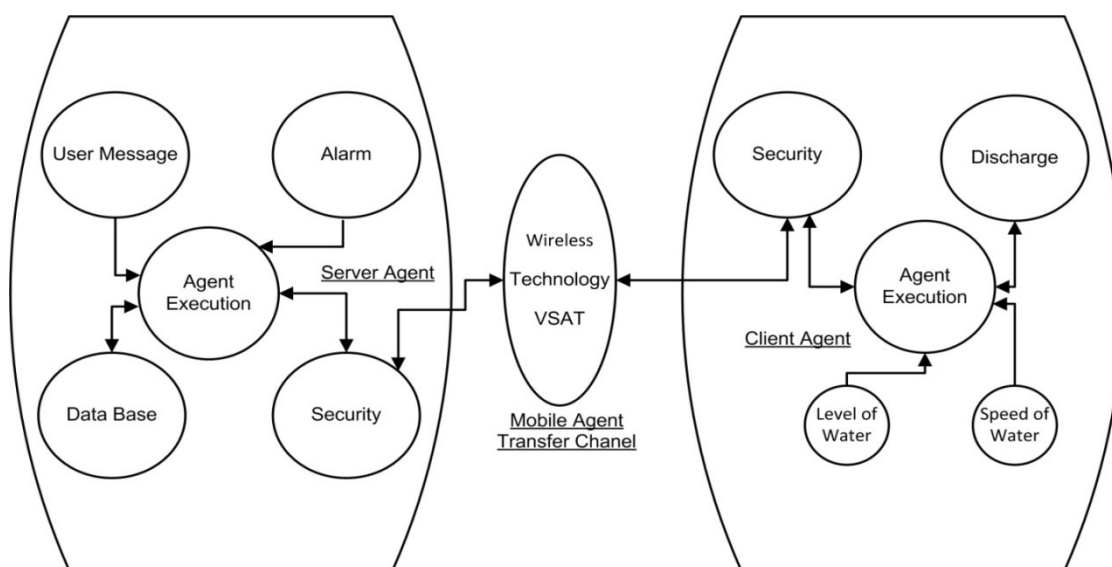 User Message
Alarm
Agent
Execution
Server Agent
Data Base
Security
Wireless
Technology
VSAT
Mobile Agent
Transfer Chanel
Security
Discharge
Agent
Execution
Client Agent
Level of
Water
Speed of
Water